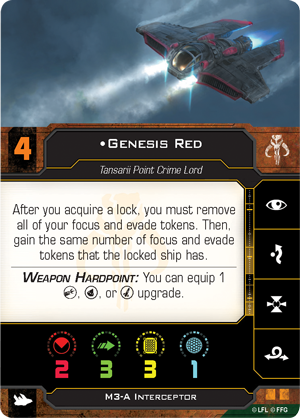 •Genesis Red
4
Tansarii Point Crime Lord
After you acquire a lock, you must remove
all of your focus and evade tokens. Then,
gain the same number of focus and evade
tokens that the locked ship has.
Weapon Hardpoint: You can equip 1
, , or upgrade.
2 3 3 1
M3-A Interceptor
© LFL © FFG